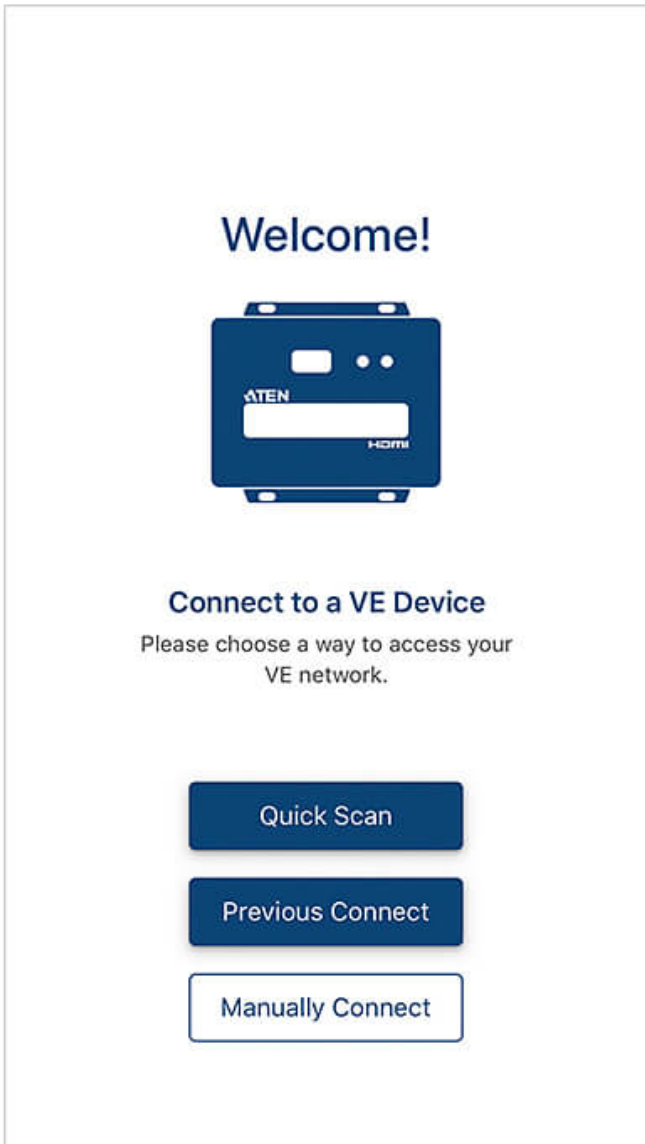 Welcome!
ATEN
HDMI
Connect to a VE Device
Please choose a way to access your
VE network.
Quick Scan
Previous Connect
Manually Connect